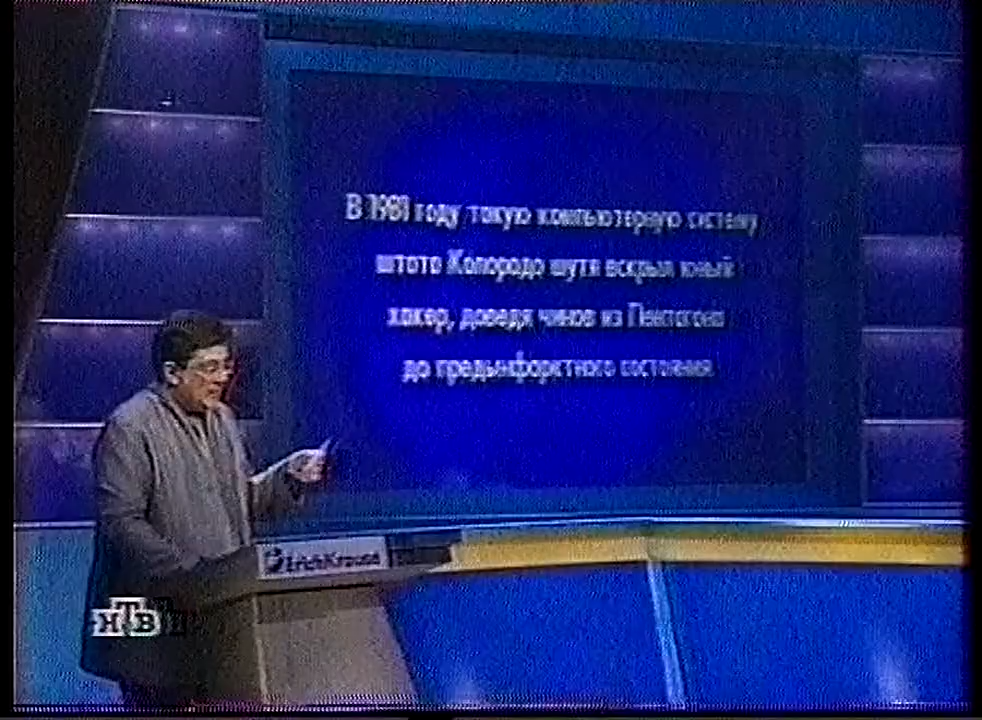 В 1981 году такую компьютерную систему
штата Колорадо шутя вскрыл юный
хакер, доведя чинов из Пентагона
до предынфарктного состояния
ErichKrause
НТВ